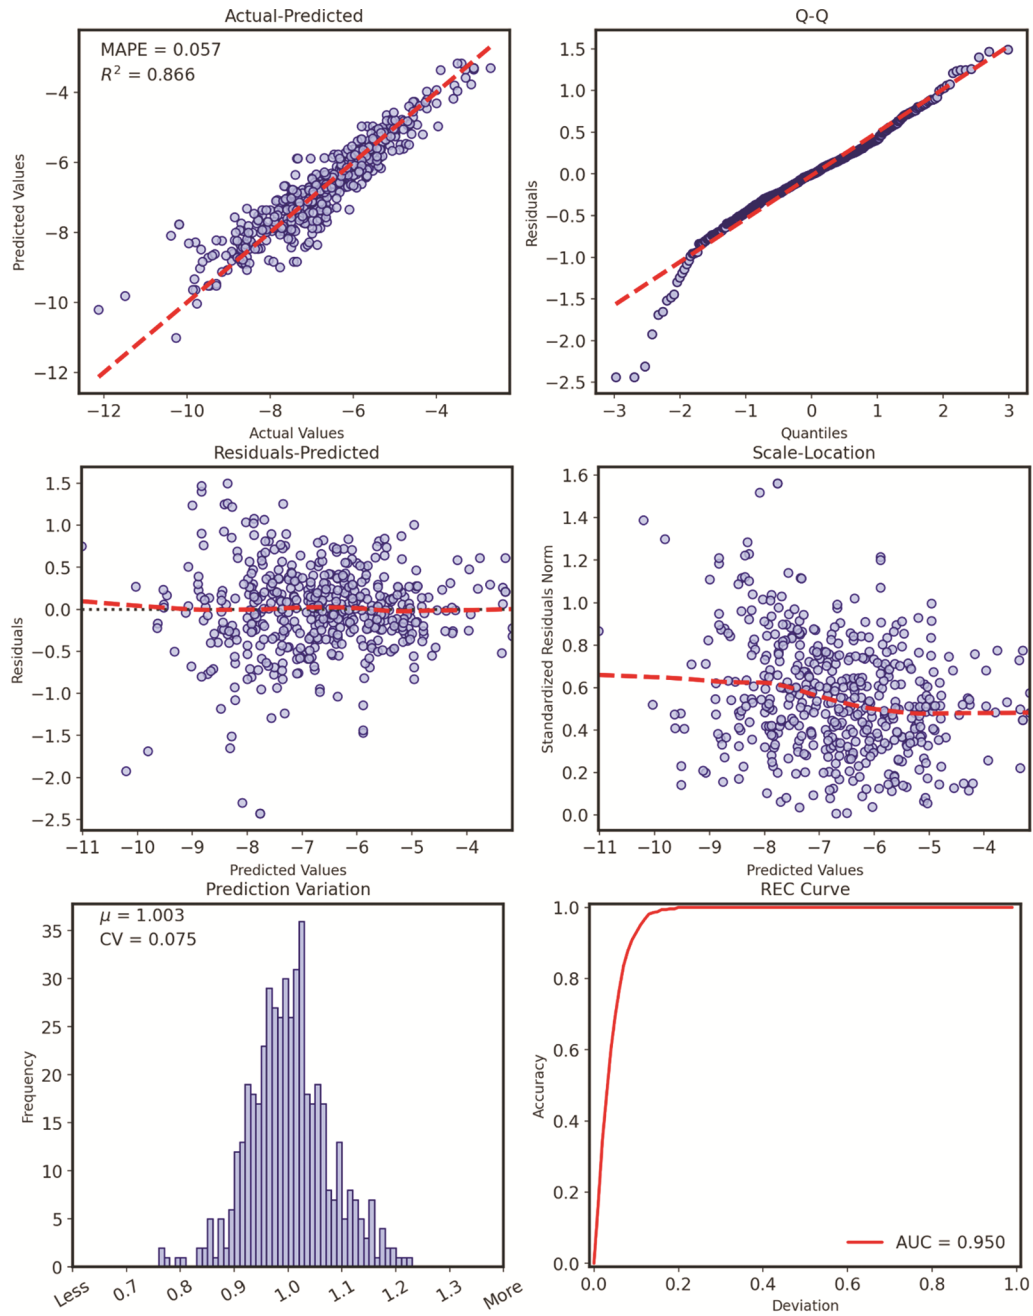 Actual-Predicted
MAPE = 0.057
R² = 0.866
Predicted Values
−4
−6
−8
−10
−12
−12 −10 −8 −6 −4
Actual Values
Q-Q
Residuals
1.5
1.0
0.5
0.0
−0.5
−1.0
−1.5
−2.0
−2.5
−3 −2 −1 0 1 2 3
Quantiles
Residuals-Predicted
Residuals
1.5
1.0
0.5
0.0
−0.5
−1.0
−1.5
−2.0
−2.5
−11 −10 −9 −8 −7 −6 −5 −4
Predicted Values
Scale-Location
Standardized Residuals Norm
1.6
1.4
1.2
1.0
0.8
0.6
0.4
0.2
0.0
−11 −10 −9 −8 −7 −6 −5 −4
Predicted Values
Prediction Variation
μ = 1.003
CV = 0.075
Frequency
35
30
25
20
15
10
5
0
Less 0.7 0.8 0.9 1.0 1.1 1.2 1.3 More
REC Curve
Accuracy
1.0
0.8
0.6
0.4
0.2
0.0
AUC = 0.950
0.0 0.2 0.4 0.6 0.8 1.0
Deviation